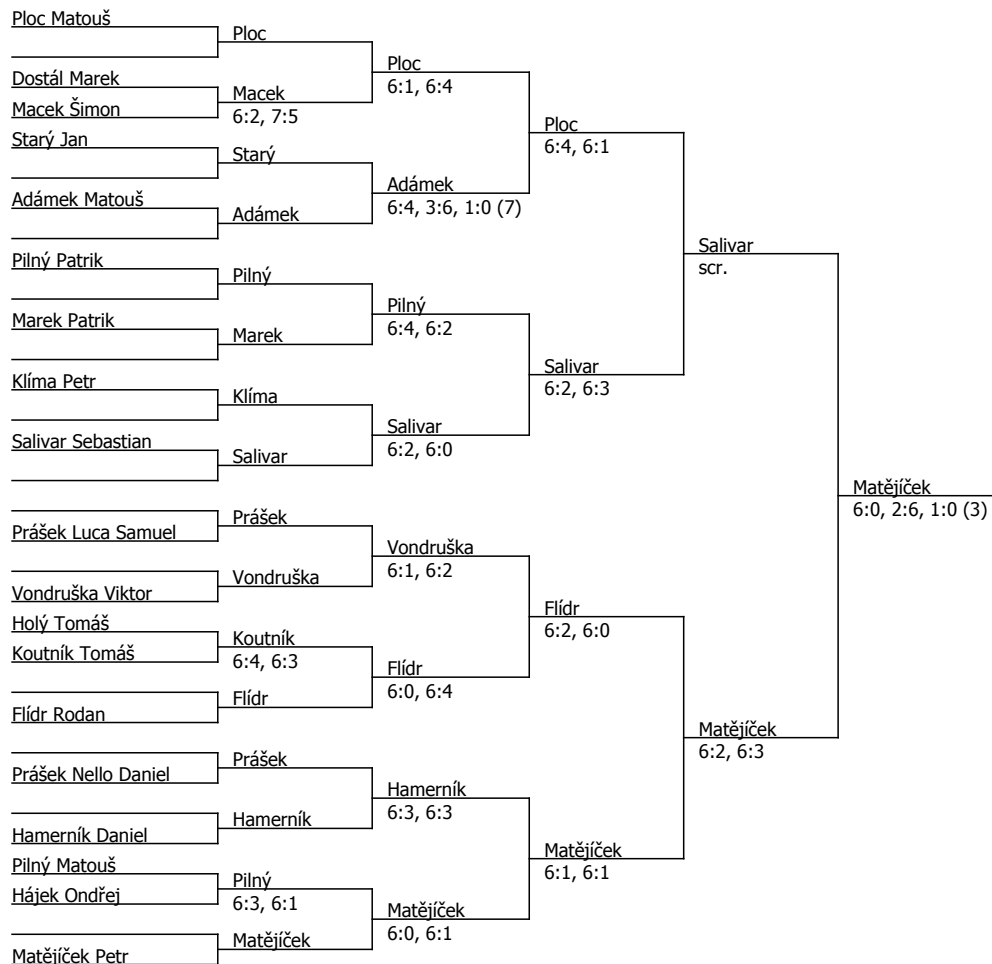 Ploc Matouš
Ploc
Ploc
6:1, 6:4
Dostál Marek
Macek
6:2, 7:5
Macek Šimon
Ploc
6:4, 6:1
Starý Jan
Starý
Adámek
6:4, 3:6, 1:0 (7)
Adámek Matouš
Adámek
Salivar
scr.
Pilný Patrik
Pilný
Pilný
6:4, 6:2
Marek Patrik
Marek
Salivar
6:2, 6:3
Klíma Petr
Klíma
Salivar
6:2, 6:0
Salivar Sebastian
Salivar
Matějíček
6:0, 2:6, 1:0 (3)
Prášek
Prášek Luca Samuel
Vondruška
6:1, 6:2
Vondruška
Vondruška Viktor
Flídr
6:2, 6:0
Holý Tomáš
Koutník
6:4, 6:3
Koutník Tomáš
Flídr
6:0, 6:4
Flídr
Flídr Rodan
Matějíček
6:2, 6:3
Prášek
Prášek Nello Daniel
Hamerník
6:3, 6:3
Hamerník
Hamerník Daniel
Matějíček
6:1, 6:1
Pilný Matouš
Pilný
6:3, 6:1
Hájek Ondřej
Matějíček
6:0, 6:1
Matějíček
Matějíček Petr